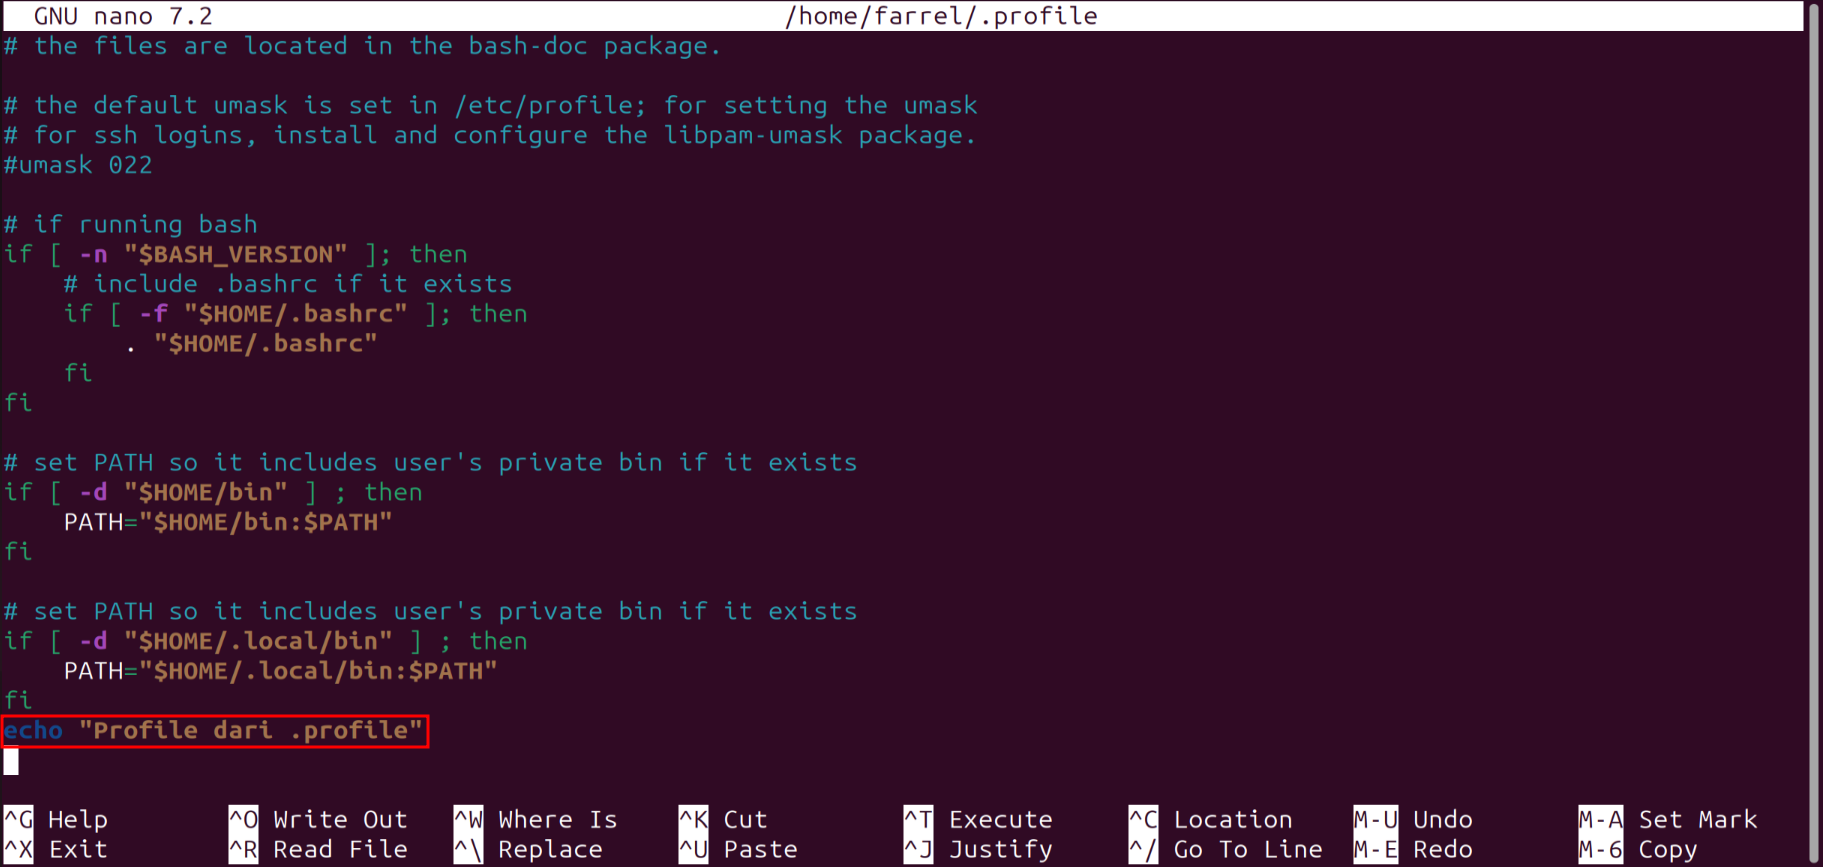 GNU nano 7.2 /home/farrel/.profile
# the files are located in the bash-doc package.
# the default umask is set in /etc/profile; for setting the umask
# for ssh logins, install and configure the libpam-umask package.
#umask 022
# if running bash
if [ -n "$BASH_VERSION" ]; then
    # include .bashrc if it exists
    if [ -f "$HOME/.bashrc" ]; then
        . "$HOME/.bashrc"
    fi
fi
# set PATH so it includes user's private bin if it exists
if [ -d "$HOME/bin" ] ; then
    PATH="$HOME/bin:$PATH"
fi
# set PATH so it includes user's private bin if it exists
if [ -d "$HOME/.local/bin" ] ; then
    PATH="$HOME/.local/bin:$PATH"
fi
echo "Profile dari .profile"
^G Help ^O Write Out ^W Where Is ^K Cut ^T Execute ^C Location M-U Undo M-A Set Mark
^X Exit ^R Read File ^\ Replace ^U Paste ^J Justify ^/ Go To Line M-E Redo M-6 Copy